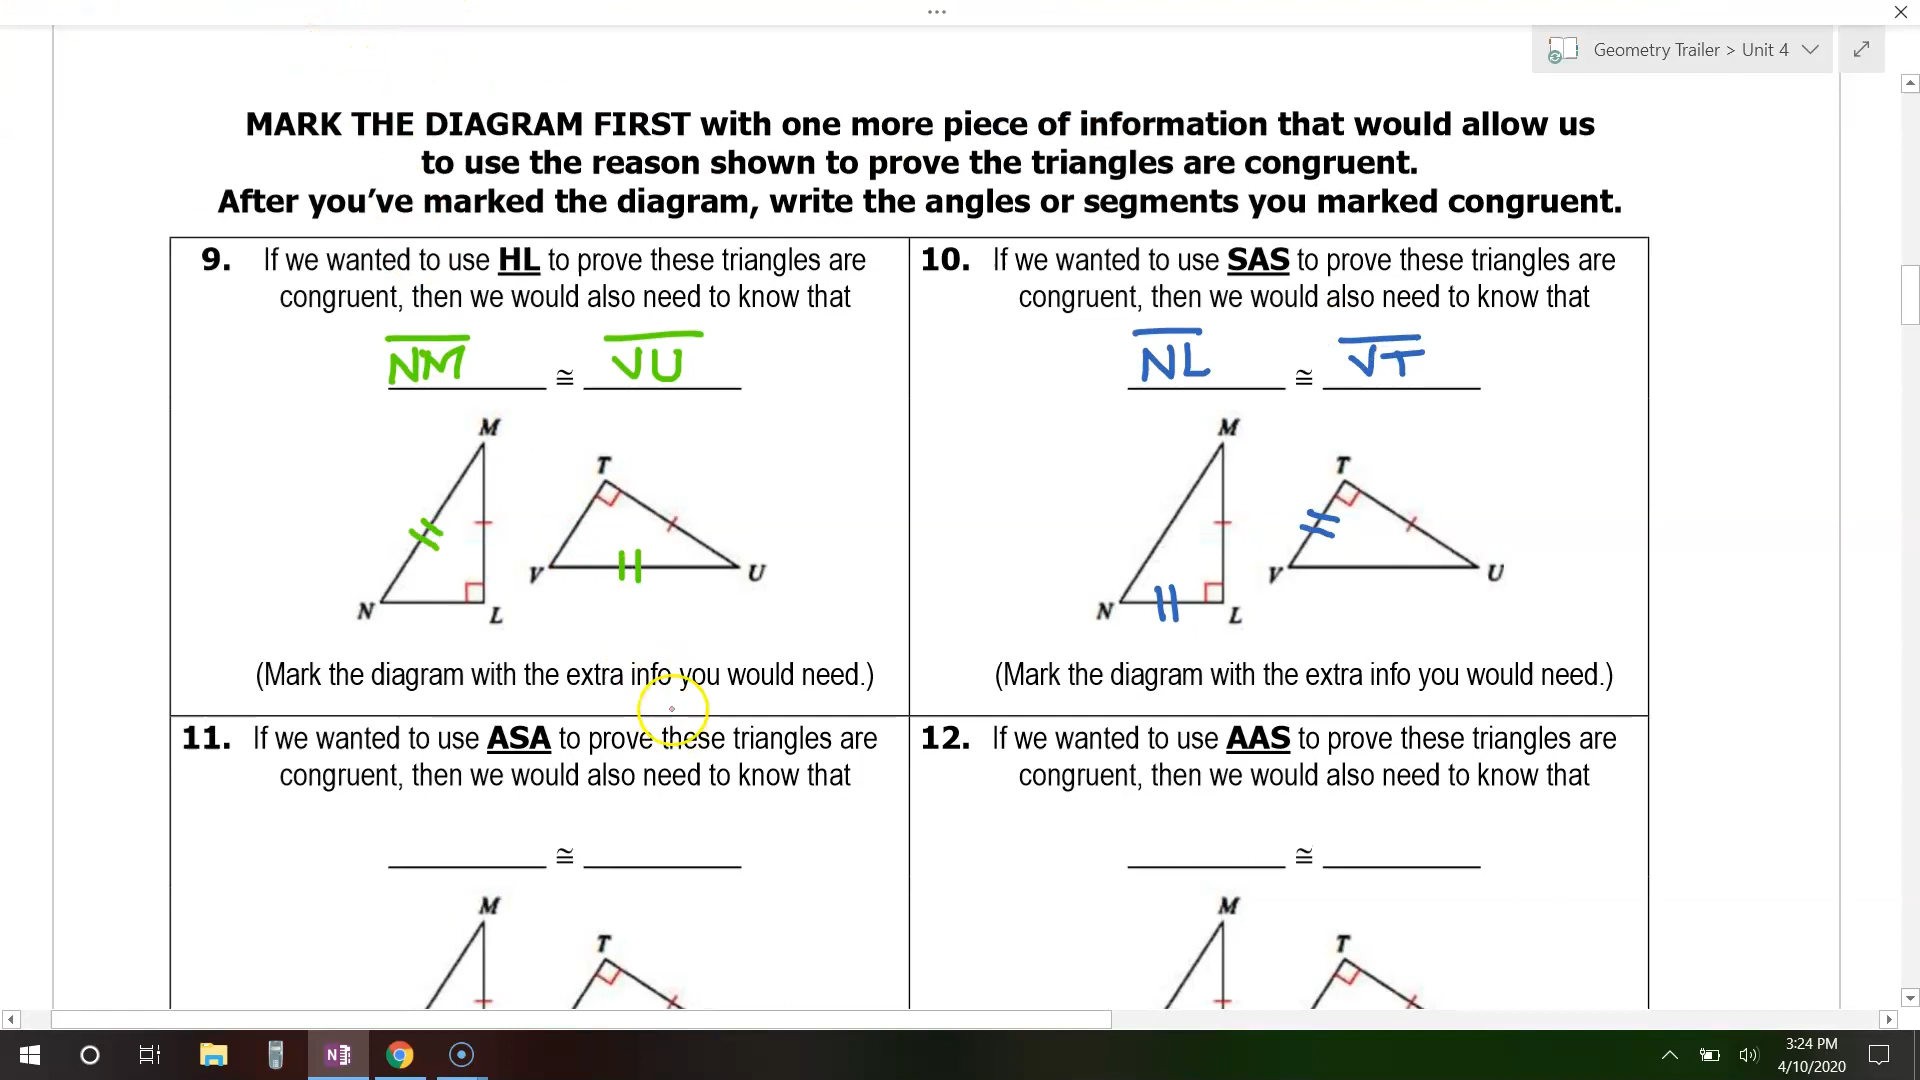 Geometry Trailer > Unit 4
MARK THE DIAGRAM FIRST with one more piece of information that would allow us
to use the reason shown to prove the triangles are congruent.
After you’ve marked the diagram, write the angles or segments you marked congruent.
9. If we wanted to use HL to prove these triangles are
congruent, then we would also need to know that
NM ≅ VU
M
T
V
U
N
L
(Mark the diagram with the extra info you would need.)
10. If we wanted to use SAS to prove these triangles are
congruent, then we would also need to know that
NL ≅ VT
M
T
V
U
N
L
(Mark the diagram with the extra info you would need.)
11. If we wanted to use ASA to prove these triangles are
congruent, then we would also need to know that
≅
M
T
12. If we wanted to use AAS to prove these triangles are
congruent, then we would also need to know that
≅
M
T
N
3:24 PM
4/10/2020